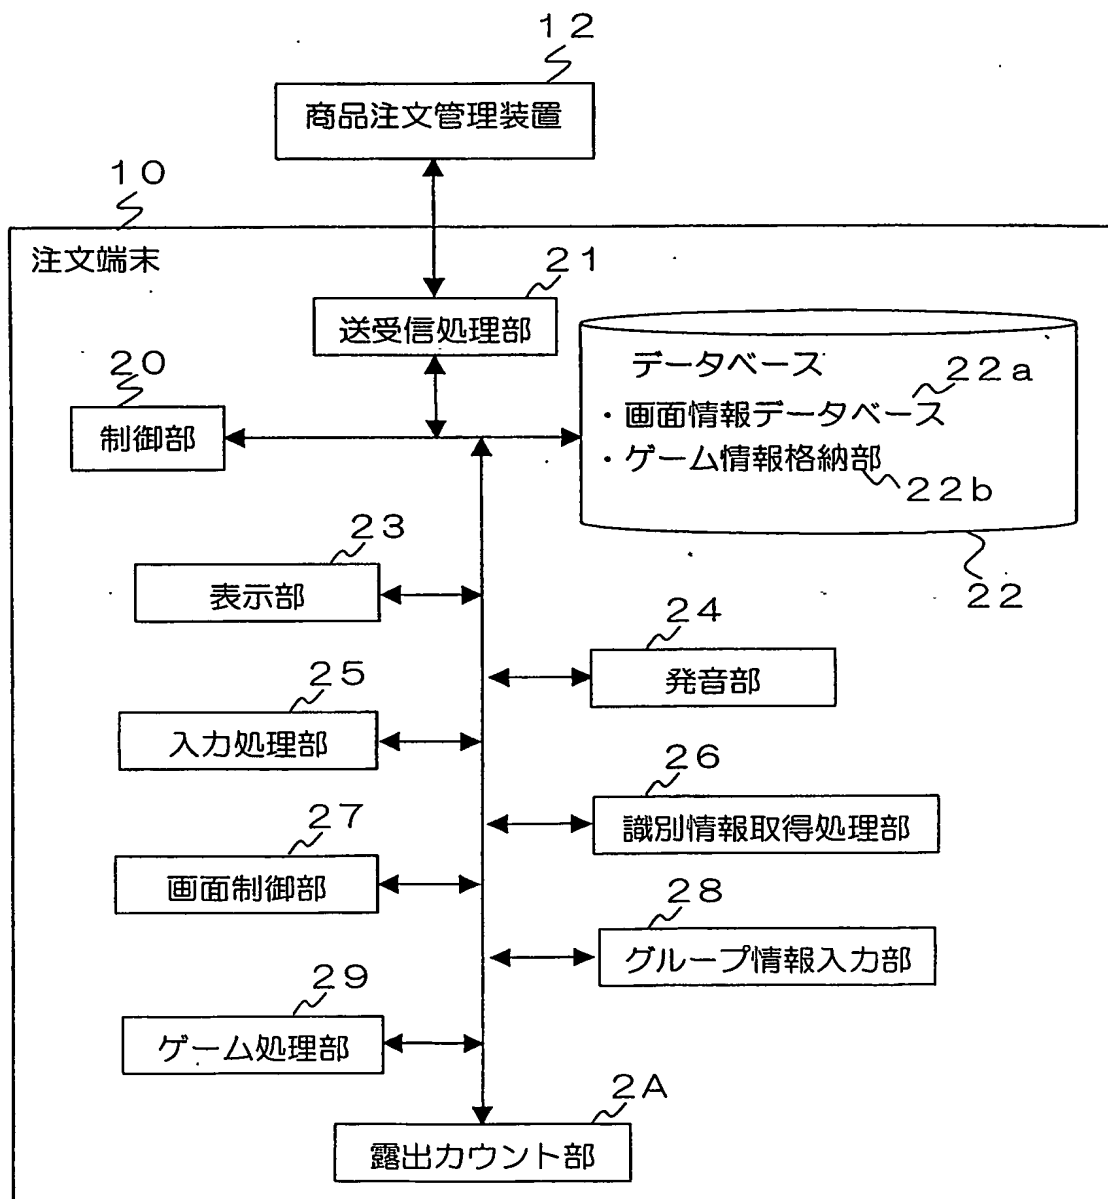 12
商品注文管理装置
10
注文端末
21
送受信処理部
20
制御部
データベース
22a
・画面情報データベース
・ゲーム情報格納部
22b
22
23
表示部
24
発音部
25
入力処理部
26
識別情報取得処理部
27
画面制御部
28
グループ情報入力部
29
ゲーム処理部
2A
露出カウント部